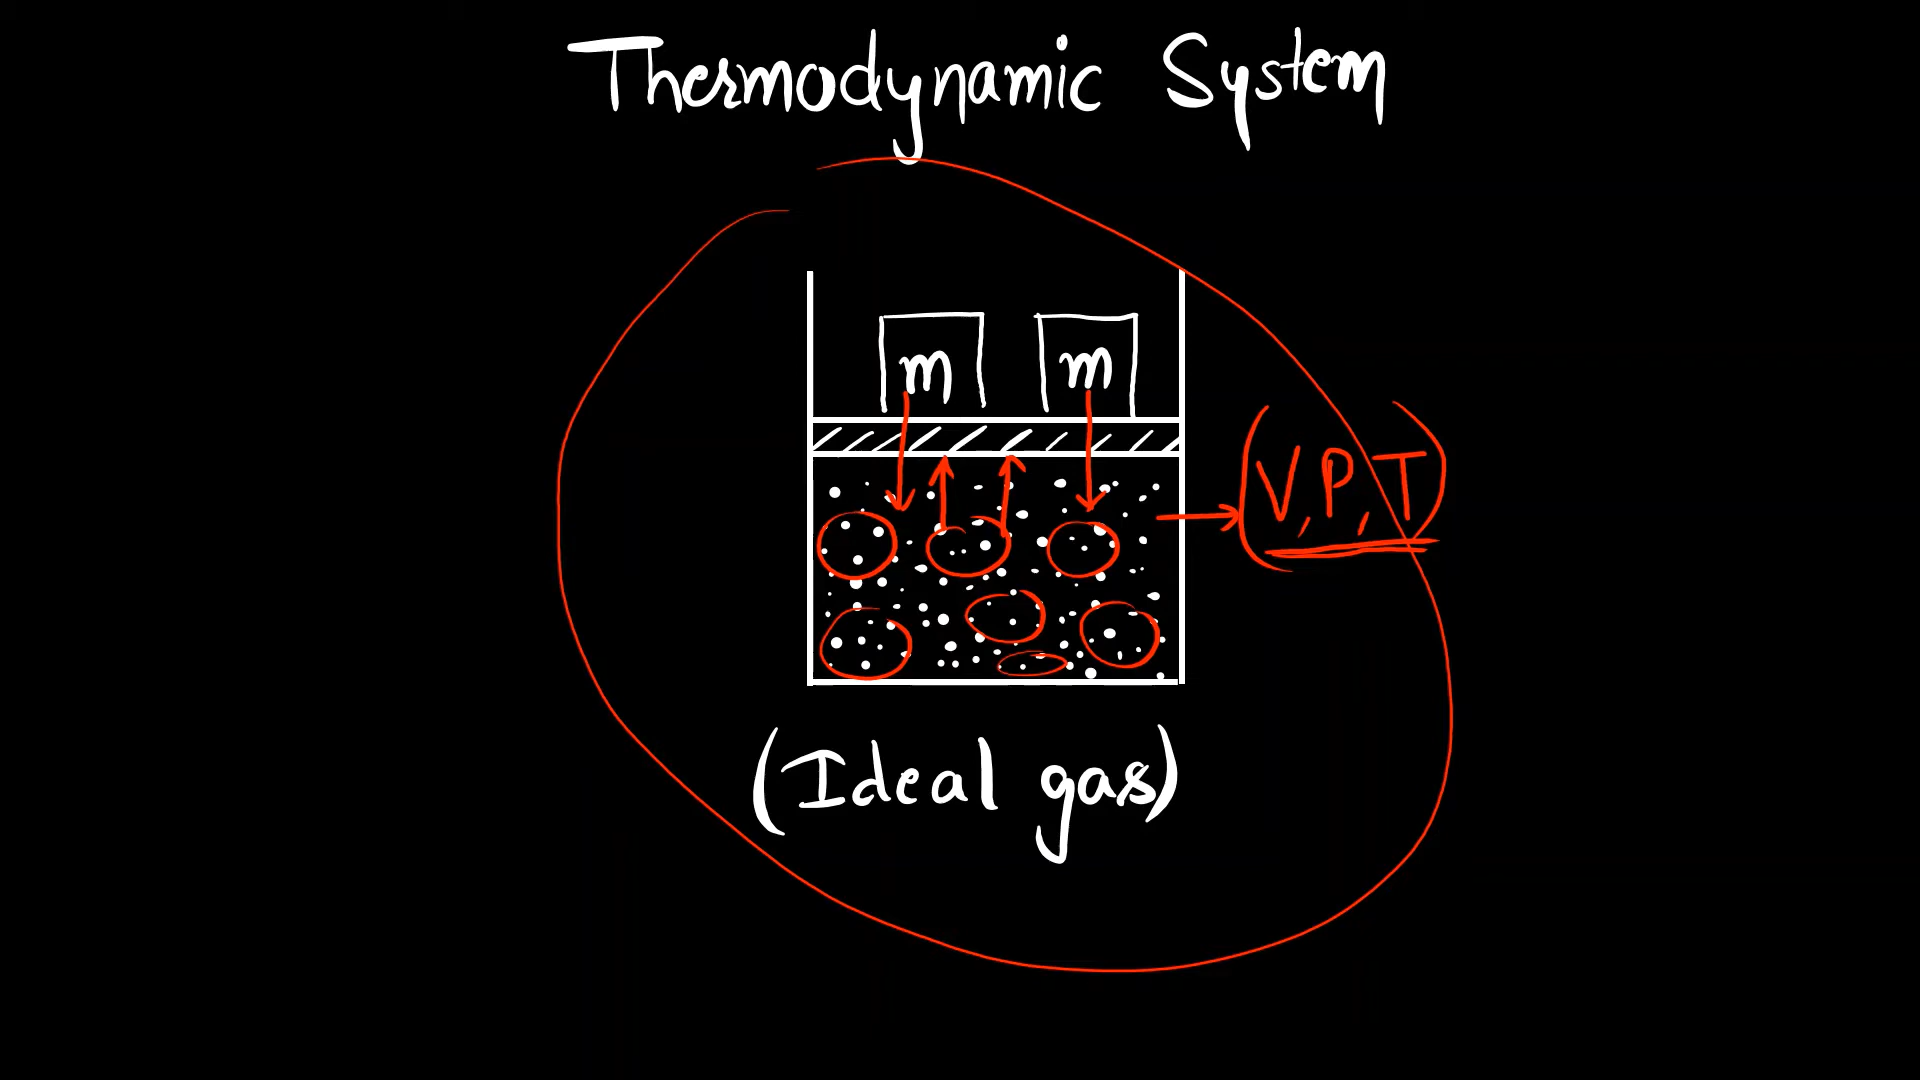 Thermodynamic System
m m
(V, P, T)
(Ideal gas)